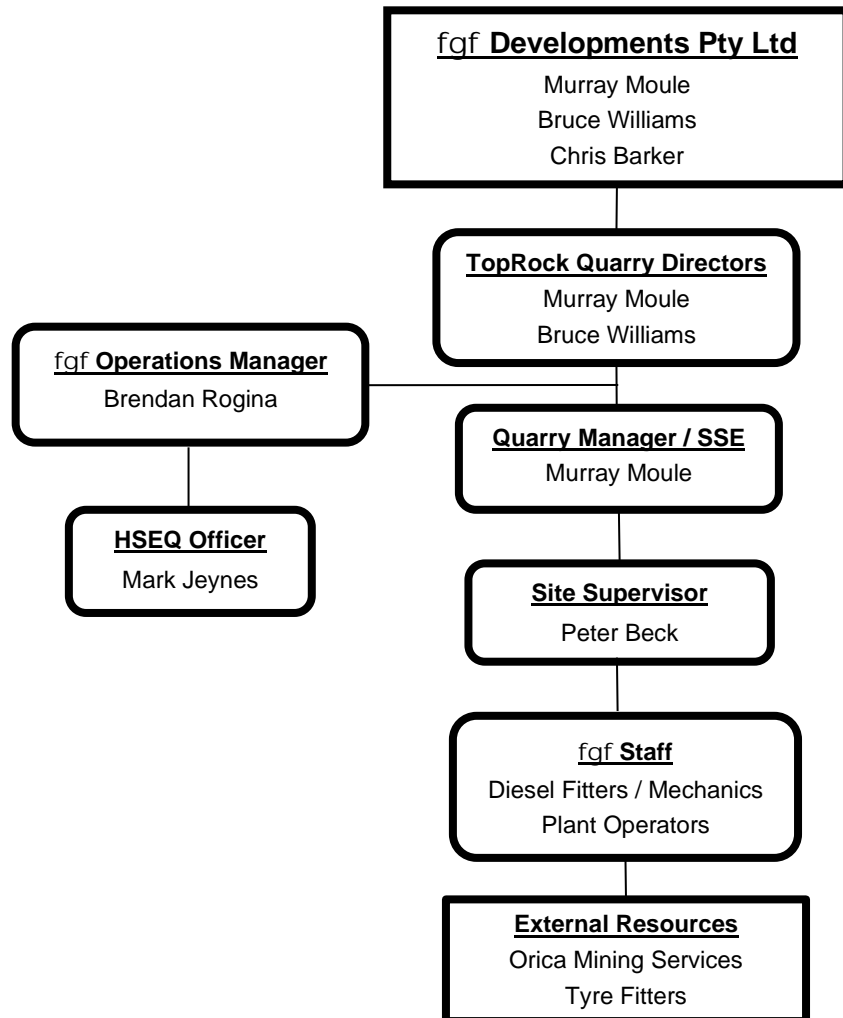 fgf Developments Pty Ltd
Murray Moule
Bruce Williams
Chris Barker
TopRock Quarry Directors
Murray Moule
Bruce Williams
fgf Operations Manager
Brendan Rogina
Quarry Manager / SSE
Murray Moule
HSEQ Officer
Mark Jeynes
Site Supervisor
Peter Beck
fgf Staff
Diesel Fitters / Mechanics
Plant Operators
External Resources
Orica Mining Services
Tyre Fitters